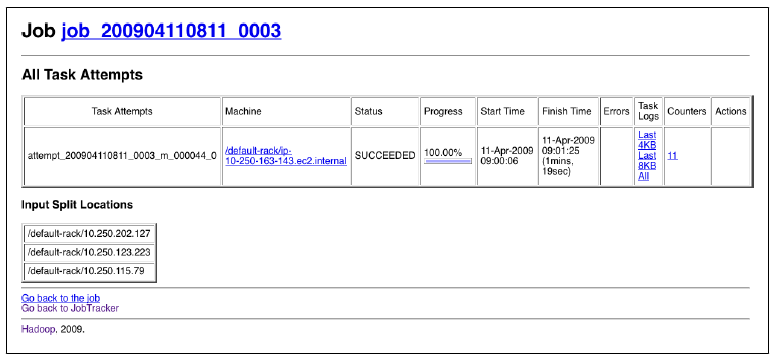 Job job_200904110811_0003
All Task Attempts
Task Attempts Machine Status Progress Start Time Finish Time Errors Task Logs Counters Actions
attempt_200904110811_0003_m_000044_0 /default-rack/ip-10-250-163-143.ec2.internal SUCCEEDED 100.00% 11-Apr-2009 09:00:06 11-Apr-2009 09:01:25 (1mins, 19sec) Last 4KB Last 8KB All 11
Input Split Locations
/default-rack/10.250.202.127
/default-rack/10.250.123.223
/default-rack/10.250.115.79
Go back to the job
Go back to JobTracker
Hadoop, 2009.